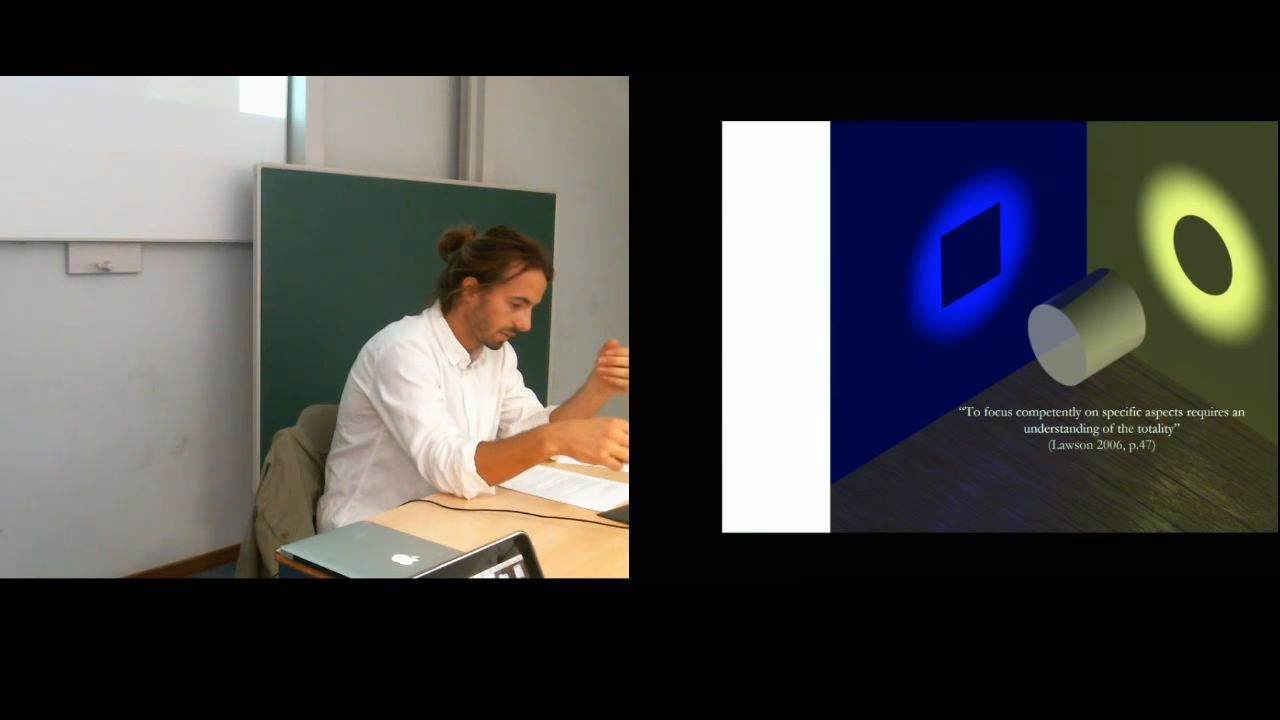 “To focus competently on specific aspects requires an
understanding of the totality”
(Lawson 2006, p.47)